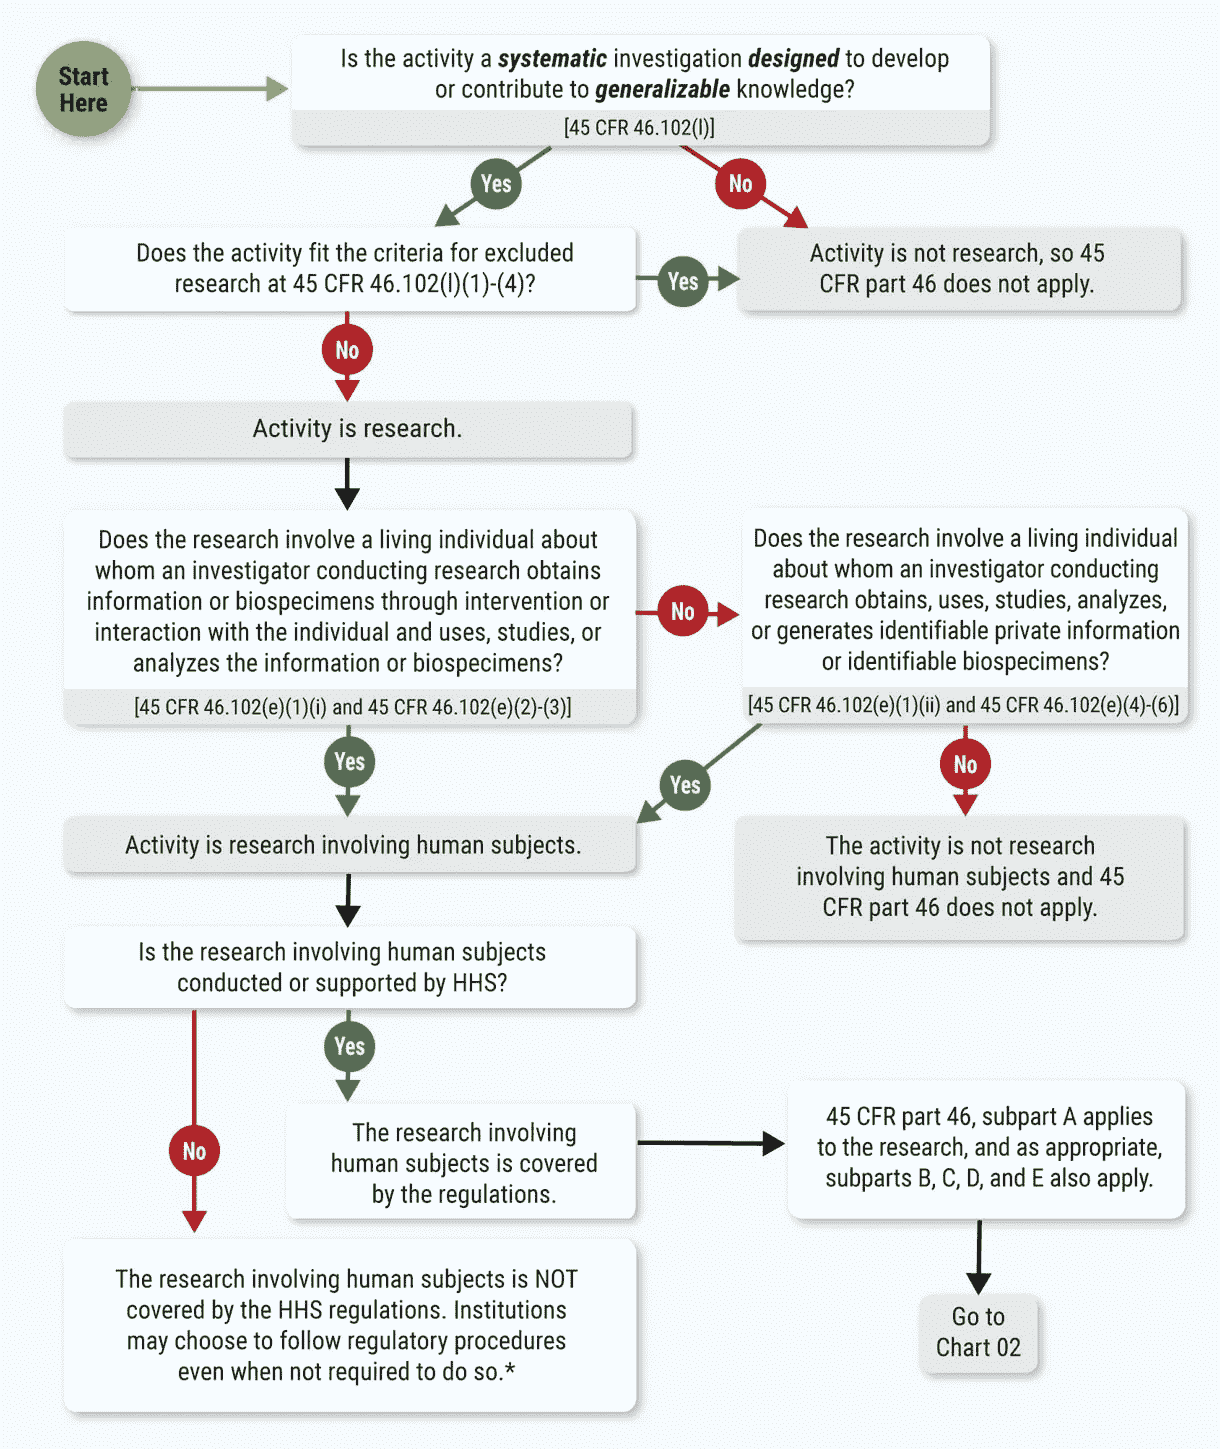 Start
Here
Is the activity a systematic investigation designed to develop
or contribute to generalizable knowledge?
[45 CFR 46.102(l)]
Yes
No
Does the activity fit the criteria for excluded
research at 45 CFR 46.102(l)(1)-(4)?
Yes
Activity is not research, so 45
CFR part 46 does not apply.
No
Activity is research.
Does the research involve a living individual about
whom an investigator conducting research obtains
information or biospecimens through intervention or
interaction with the individual and uses, studies, or
analyzes the information or biospecimens?
[45 CFR 46.102(e)(1)(i) and 45 CFR 46.102(e)(2)-(3)]
No
Does the research involve a living individual
about whom an investigator conducting
research obtains, uses, studies, analyzes,
or generates identifiable private information
or identifiable biospecimens?
[45 CFR 46.102(e)(1)(ii) and 45 CFR 46.102(e)(4)-(6)]
Yes
Yes
No
Activity is research involving human subjects.
The activity is not research
involving human subjects and 45
CFR part 46 does not apply.
Is the research involving human subjects
conducted or supported by HHS?
Yes
No
The research involving
human subjects is covered
by the regulations.
45 CFR part 46, subpart A applies
to the research, and as appropriate,
subparts B, C, D, and E also apply.
The research involving human subjects is NOT
covered by the HHS regulations. Institutions
may choose to follow regulatory procedures
even when not required to do so.*
Go to
Chart 02